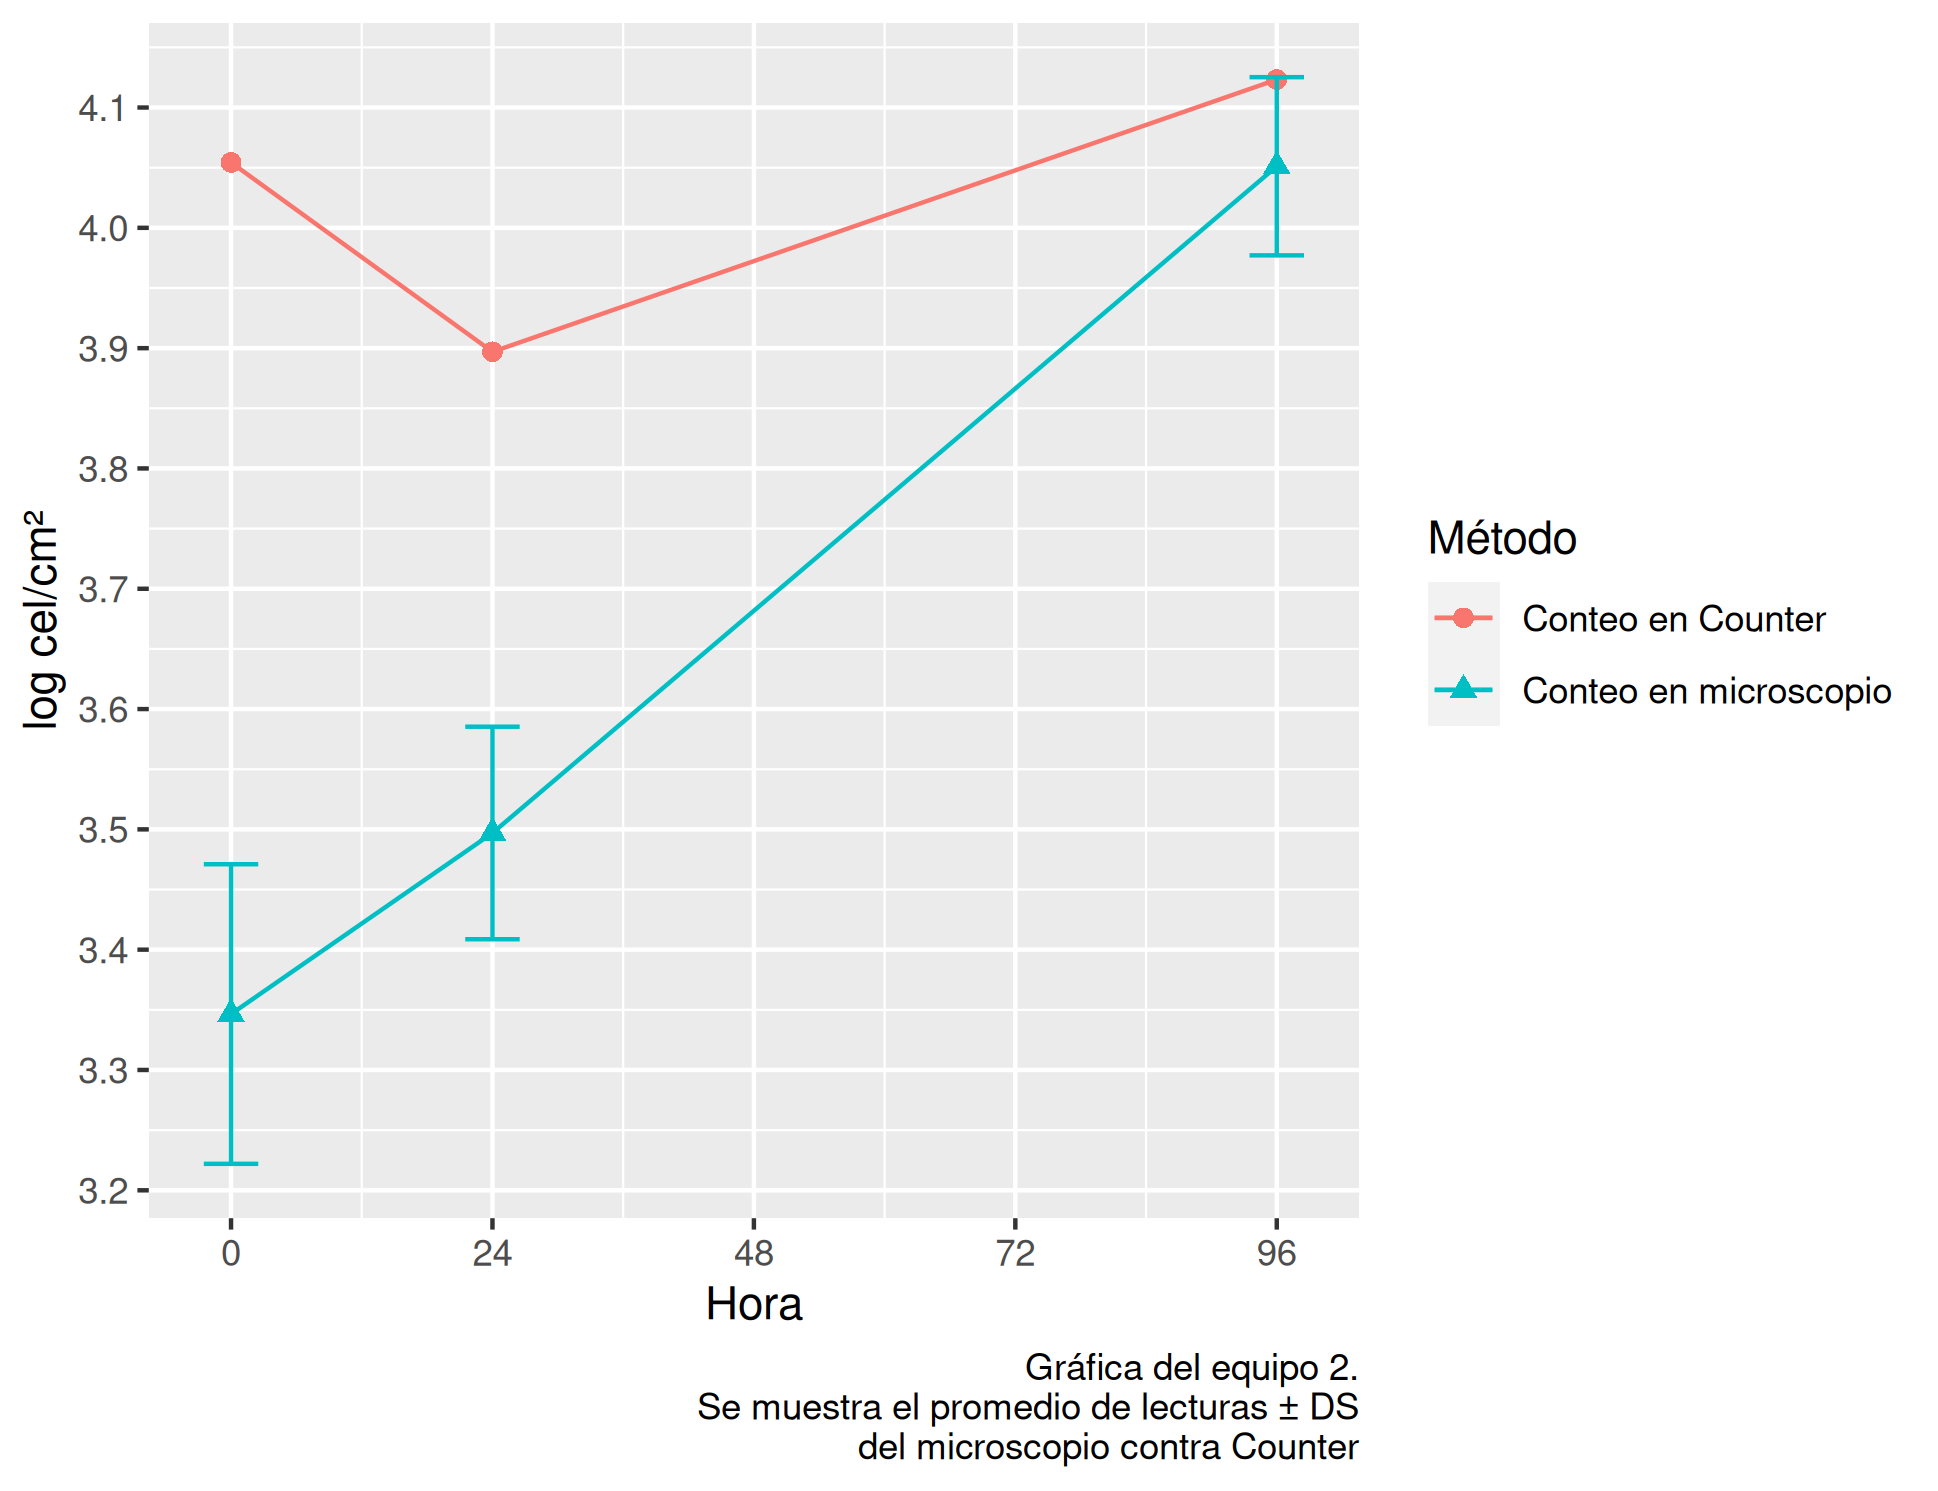 log cel/cm²
4.1
4.0
3.9
3.8
3.7
3.6
3.5
3.4
3.3
3.2
0 24 48 72 96
Hora
Método
Conteo en Counter
Conteo en microscopio
Gráfica del equipo 2.
Se muestra el promedio de lecturas ± DS
del microscopio contra Counter